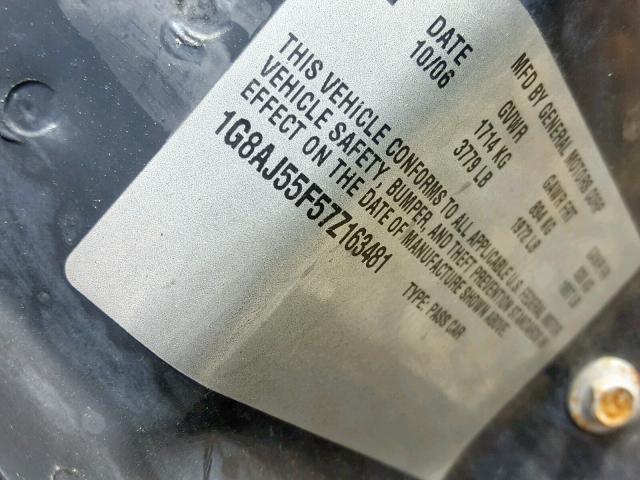 MFD BY GENERAL MOTORS CORP
DATE GVWR GAWR FRT
10/06 1714 KG 894 KG
3779 LB 1972 LB
THIS VEHICLE CONFORMS TO ALL APPLICABLE U.S. FEDERAL MOTOR
VEHICLE SAFETY, BUMPER, AND THEFT PREVENTION STANDARDS IN
EFFECT ON THE DATE OF MANUFACTURE SHOWN ABOVE.
1G8AJ55F57Z163481 TYPE: PASS CAR